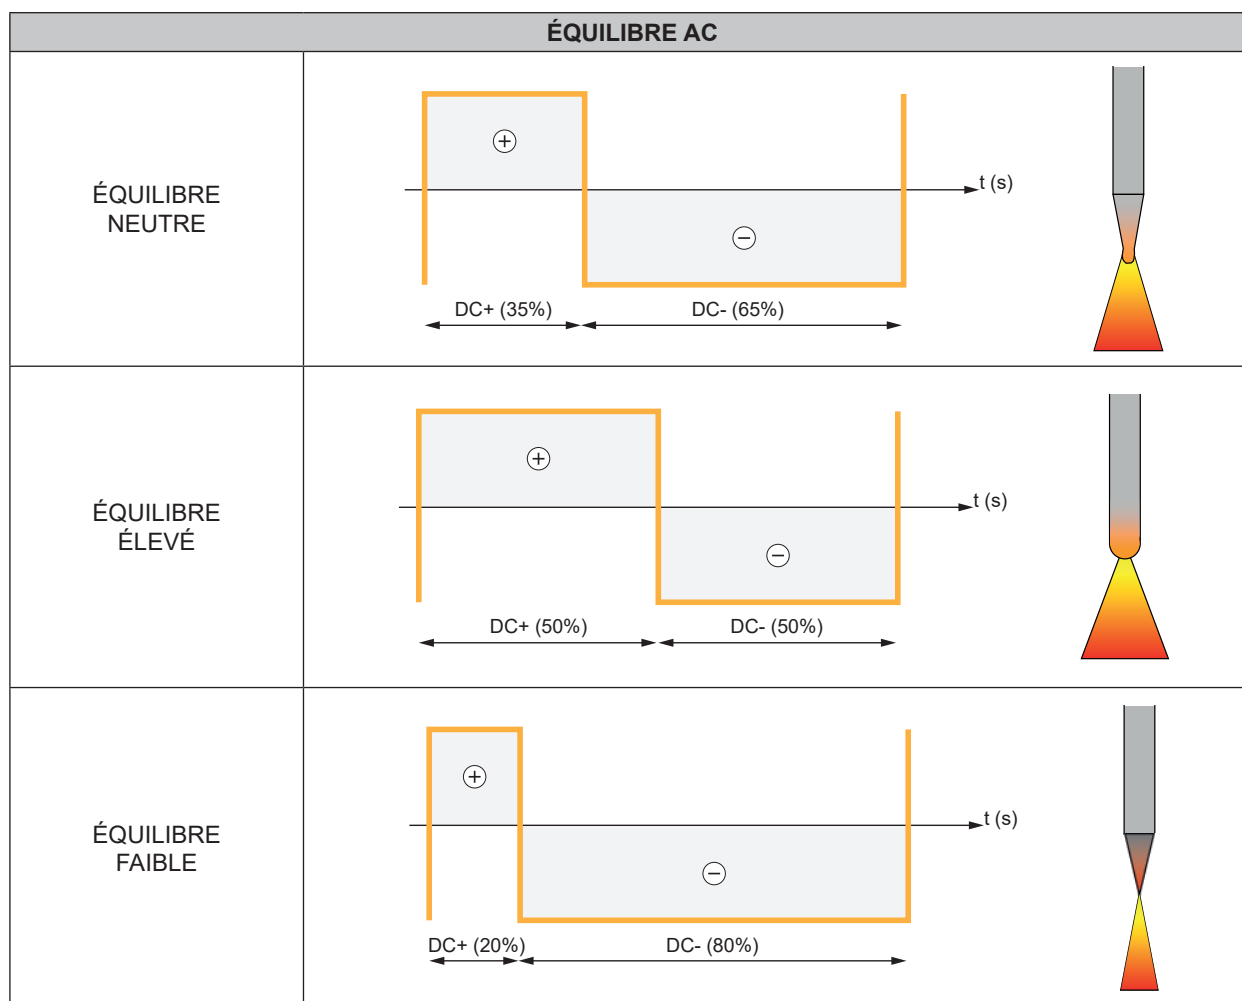 ÉQUILIBRE AC
ÉQUILIBRE
NEUTRE
+
t (s)
−
DC+ (35%)
DC- (65%)
ÉQUILIBRE
ÉLEVÉ
+
t (s)
−
DC+ (50%)
DC- (50%)
ÉQUILIBRE
FAIBLE
+
t (s)
−
DC+ (20%)
DC- (80%)